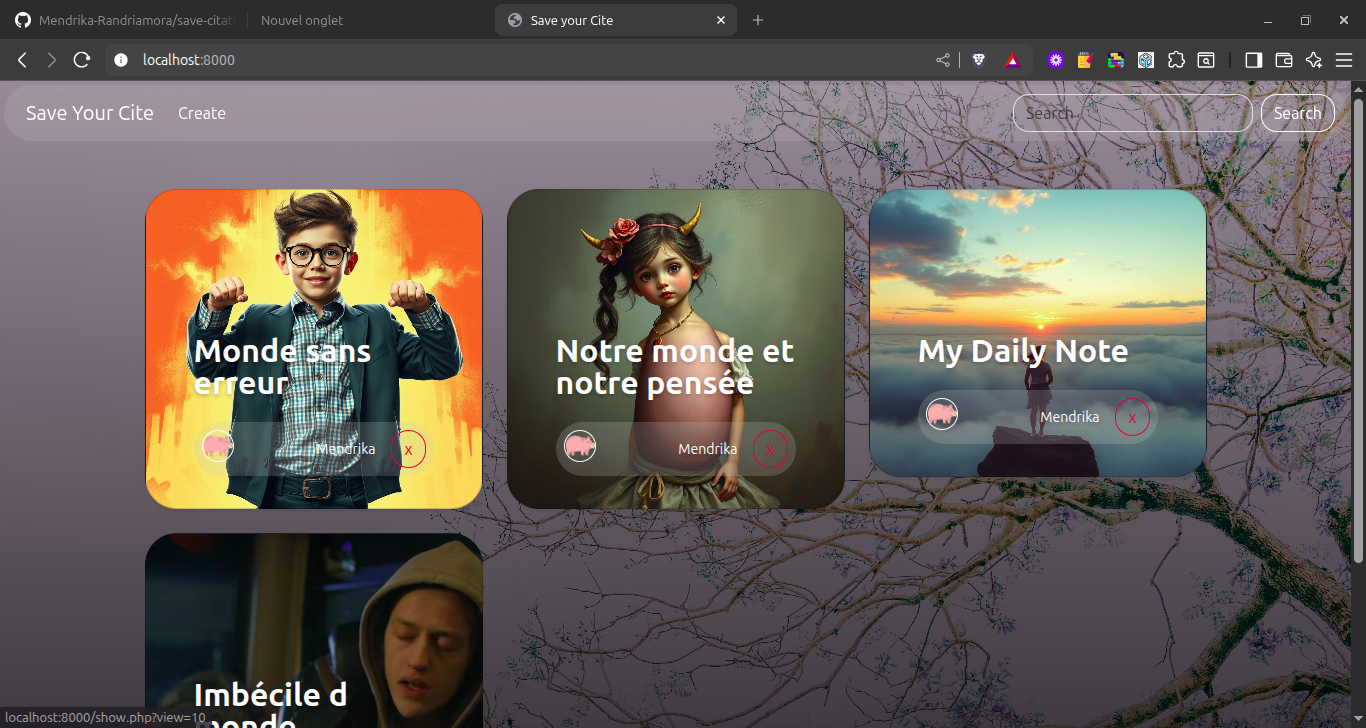 Mendrika-Randriamora/save-citat
Nouvel onglet
Save your Cite
localhost:8000
Save Your Cite
Create
Search
Search
Monde sans
erreur
Mendrika
x
Notre monde et
notre pensée
Mendrika
x
My Daily Note
Mendrika
x
Imbécile d
monde
localhost:8000/show.php?view=10